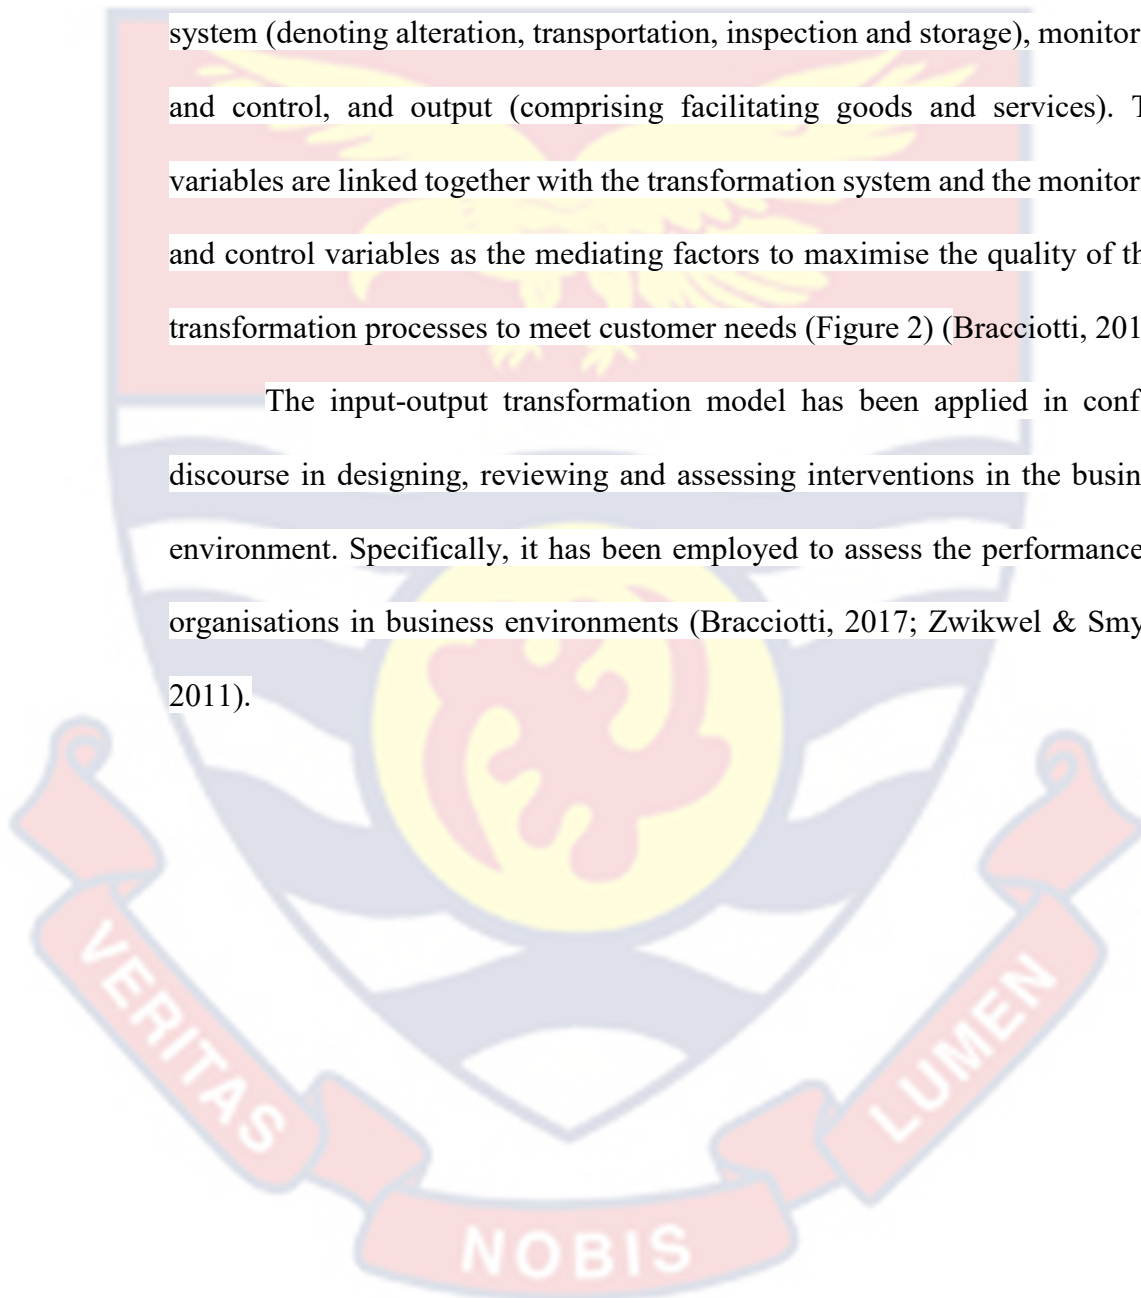 system (denoting alteration, transportation, inspection and storage), monitor
and control, and output (comprising facilitating goods and services). T
variables are linked together with the transformation system and the monitor
and control variables as the mediating factors to maximise the quality of th
transformation processes to meet customer needs (Figure 2) (Bracciotti, 201
The input-output transformation model has been applied in conf
discourse in designing, reviewing and assessing interventions in the busin
environment. Specifically, it has been employed to assess the performance
organisations in business environments (Bracciotti, 2017; Zwikwel & Smy
2011).
VERITAS
NOBIS
LUMEN